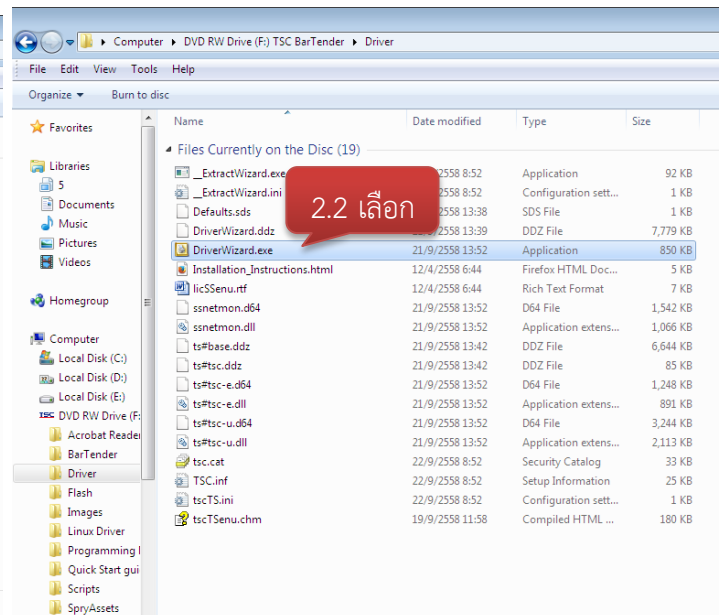 Computer ▸ DVD RW Drive (F:) TSC BarTender ▸ Driver
File Edit View Tools Help
Organize Burn to disc
Favorites
Libraries
5
Documents
Music
Pictures
Videos
Homegroup
Computer
Local Disk (C:)
Local Disk (D:)
Local Disk (E:)
TSC DVD RW Drive (F:
Acrobat Reader
BarTender
Driver
Flash
Images
Linux Driver
Programming
Quick Start gui
Scripts
SpryAssets
Name Date modified Type Size
Files Currently on the Disc (19)
__ExtractWizard.exe 2558 8:52 Application 92 KB
__ExtractWizard.ini 2558 8:52 Configuration sett... 1 KB
Defaults.sds 2558 13:38 SDS File 1 KB
DriverWizard.ddz 2558 13:39 DDZ File 7,779 KB
DriverWizard.exe 21/9/2558 13:52 Application 850 KB
Installation_Instructions.html 12/4/2558 6:44 Firefox HTML Doc... 5 KB
licSSenu.rtf 12/4/2558 6:44 Rich Text Format 7 KB
ssnetmon.d64 21/9/2558 13:52 D64 File 1,542 KB
ssnetmon.dll 21/9/2558 13:52 Application extens... 1,066 KB
ts#base.ddz 21/9/2558 13:42 DDZ File 6,644 KB
ts#tsc.ddz 21/9/2558 13:42 DDZ File 85 KB
ts#tsc-e.d64 21/9/2558 13:52 D64 File 1,248 KB
ts#tsc-e.dll 21/9/2558 13:52 Application extens... 891 KB
ts#tsc-u.d64 21/9/2558 13:52 D64 File 3,244 KB
ts#tsc-u.dll 21/9/2558 13:52 Application extens... 2,113 KB
tsc.cat 22/9/2558 8:52 Security Catalog 33 KB
TSC.inf 22/9/2558 8:52 Setup Information 25 KB
tscTS.ini 22/9/2558 8:52 Configuration sett... 1 KB
tscTSenu.chm 19/9/2558 11:58 Compiled HTML ... 180 KB
2.2 เลือก